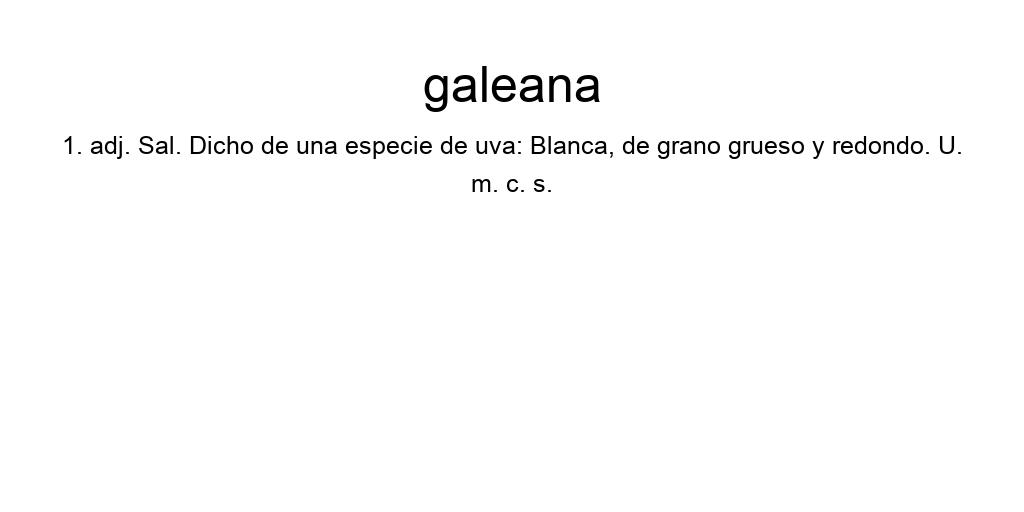 galeana
1. adj. Sal. Dicho de una especie de uva: Blanca, de grano grueso y redondo. U.
m. c. s.